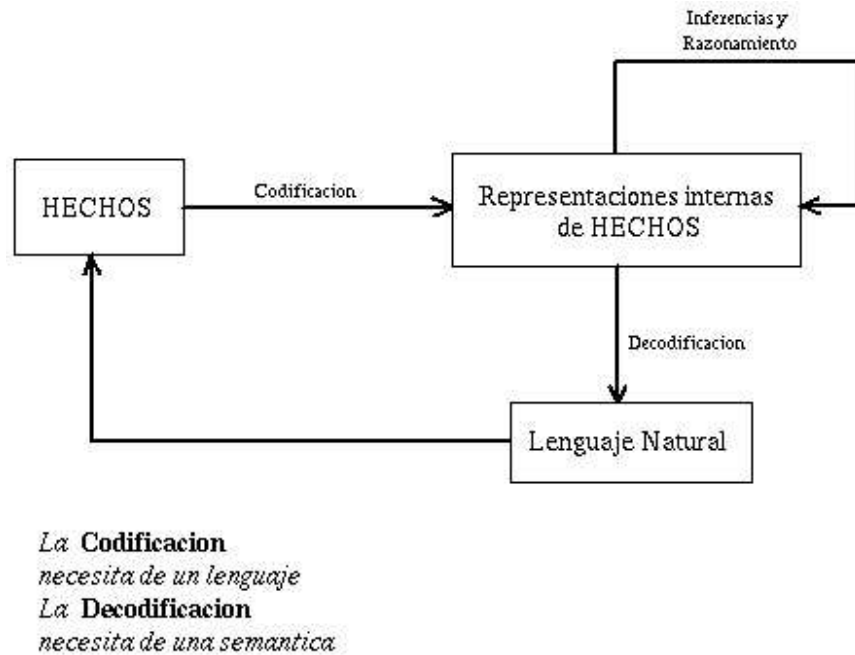 Inferencias y
Razonamiento
HECHOS
Codificacion
Representaciones internas
de HECHOS
Decodificacion
Lenguaje Natural
La Codificacion
necesita de un lenguaje
La Decodificacion
necesita de una semantica